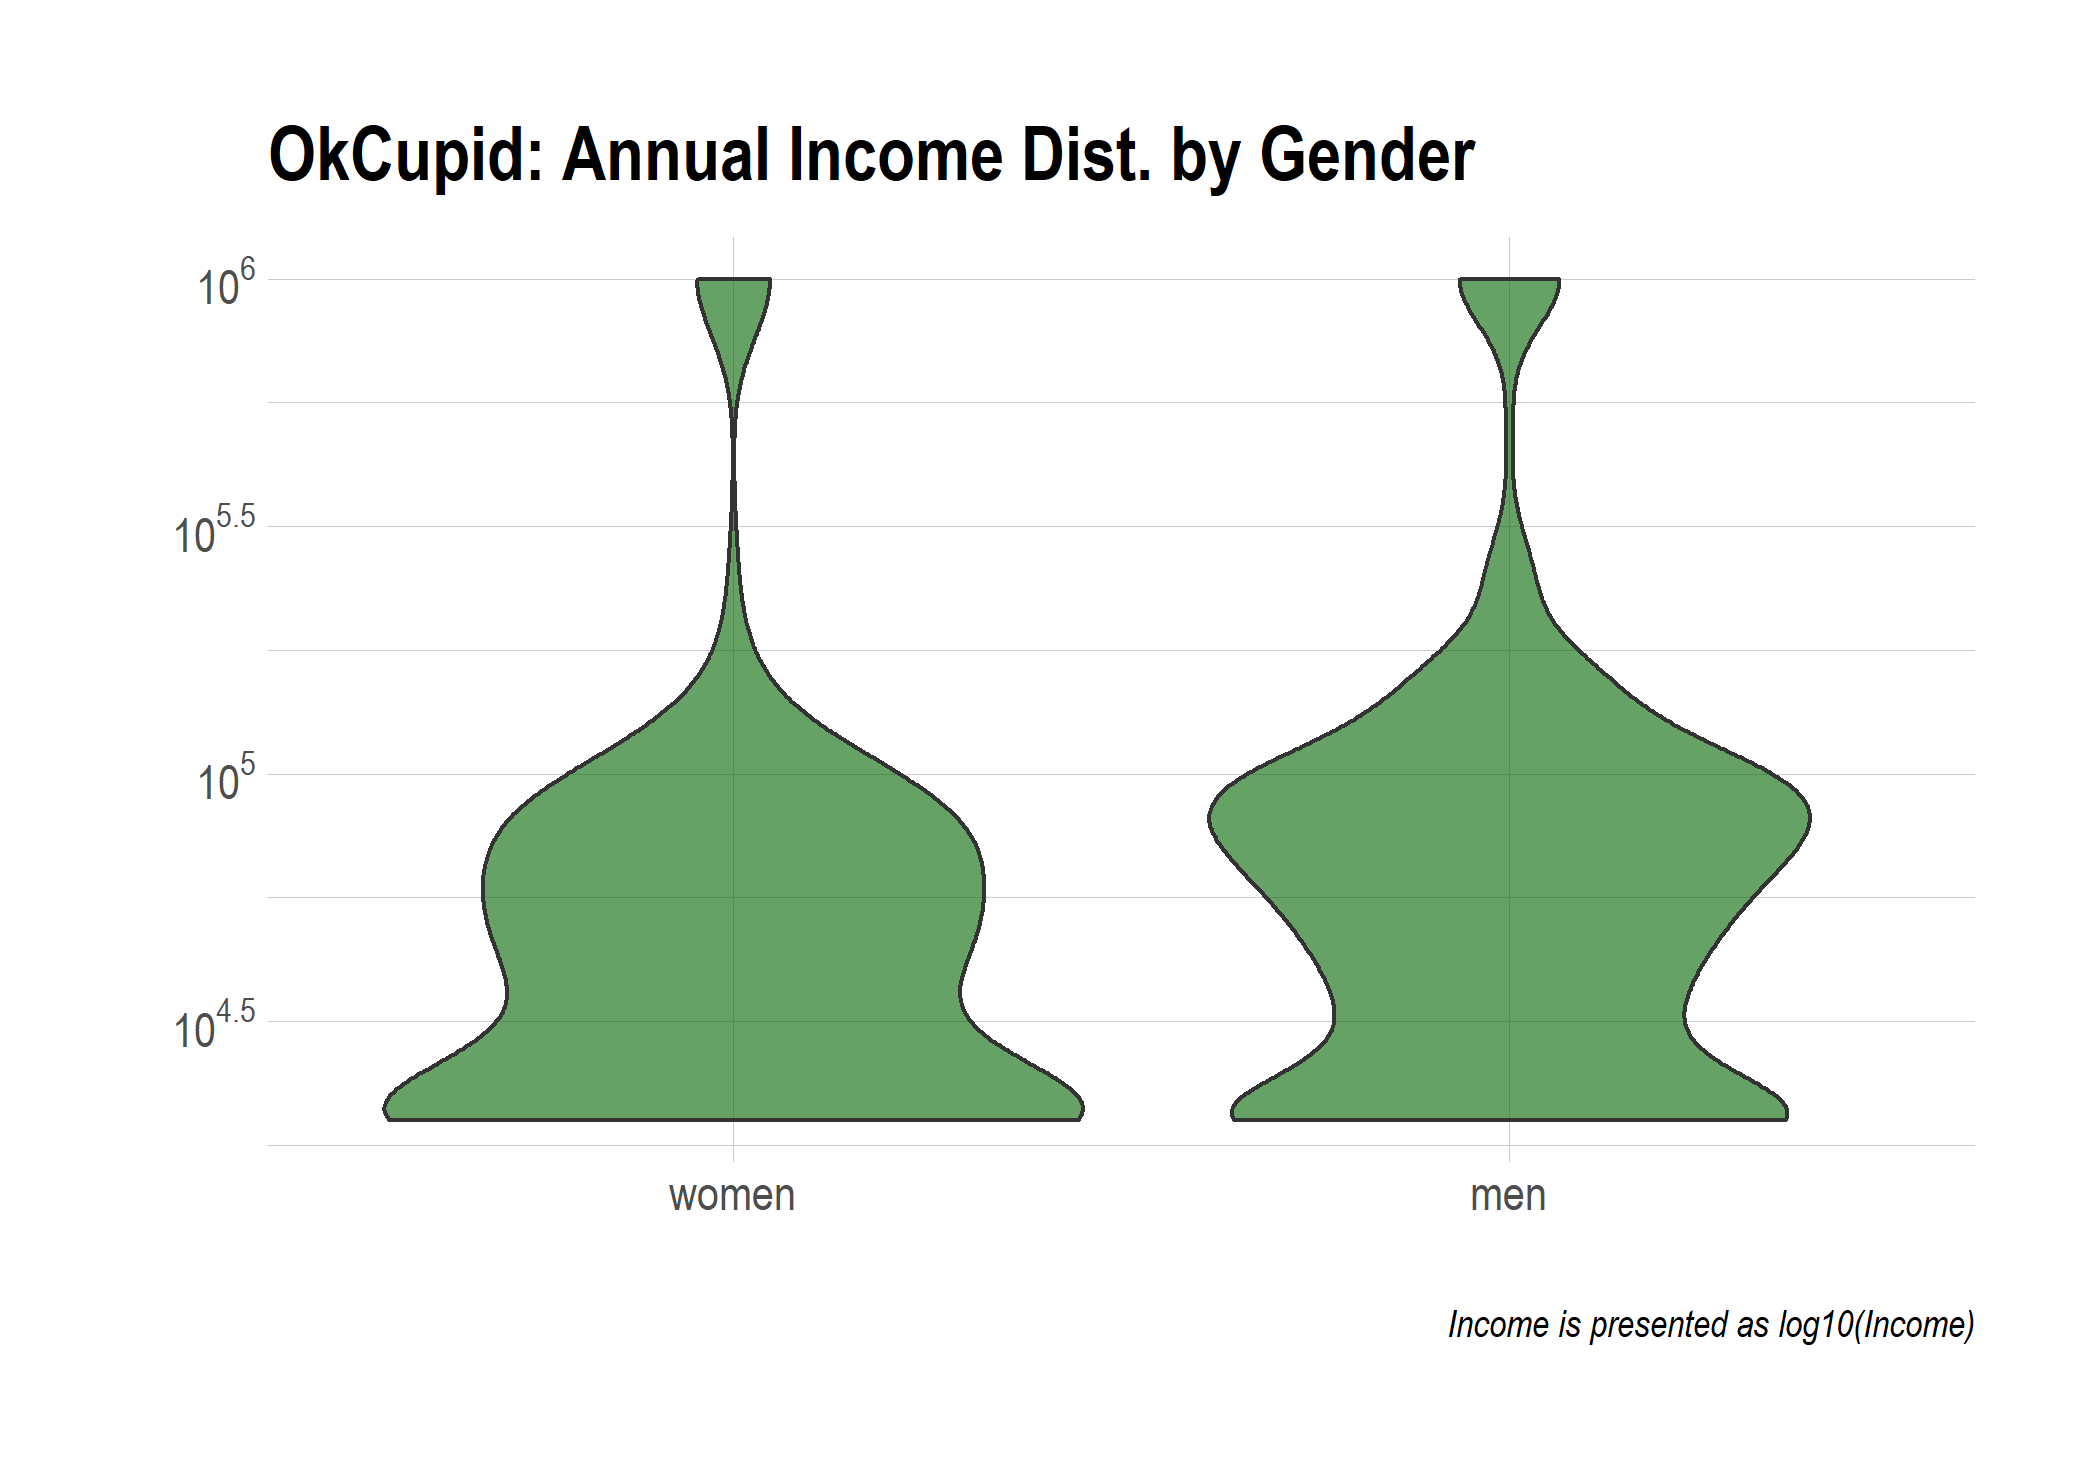 OkCupid: Annual Income Dist. by Gender
10^6
10^5.5
10^5
10^4.5
women men
Income is presented as log10(Income)